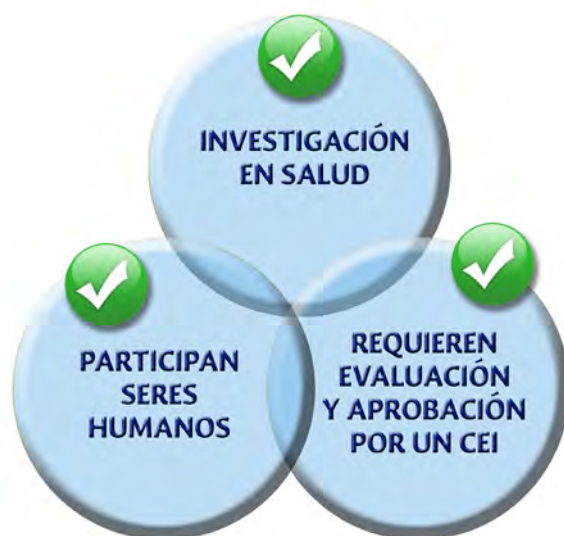 INVESTIGACIÓN
EN SALUD
PARTICIPAN
SERES
HUMANOS
REQUIEREN
EVALUACIÓN
Y APROBACIÓN
POR UN CEI